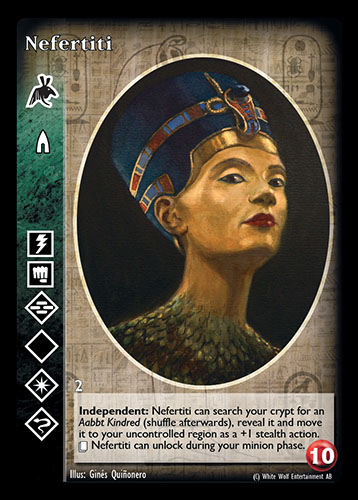 Nefertiti
2
Independent: Nefertiti can search your crypt for an
Aabbt Kindred (shuffle afterwards), reveal it and move
it to your uncontrolled region as a +1 stealth action.
Nefertiti can unlock during your minion phase.
10
Illus: Ginés Quiñonero
(C) White Wolf Entertainment AB